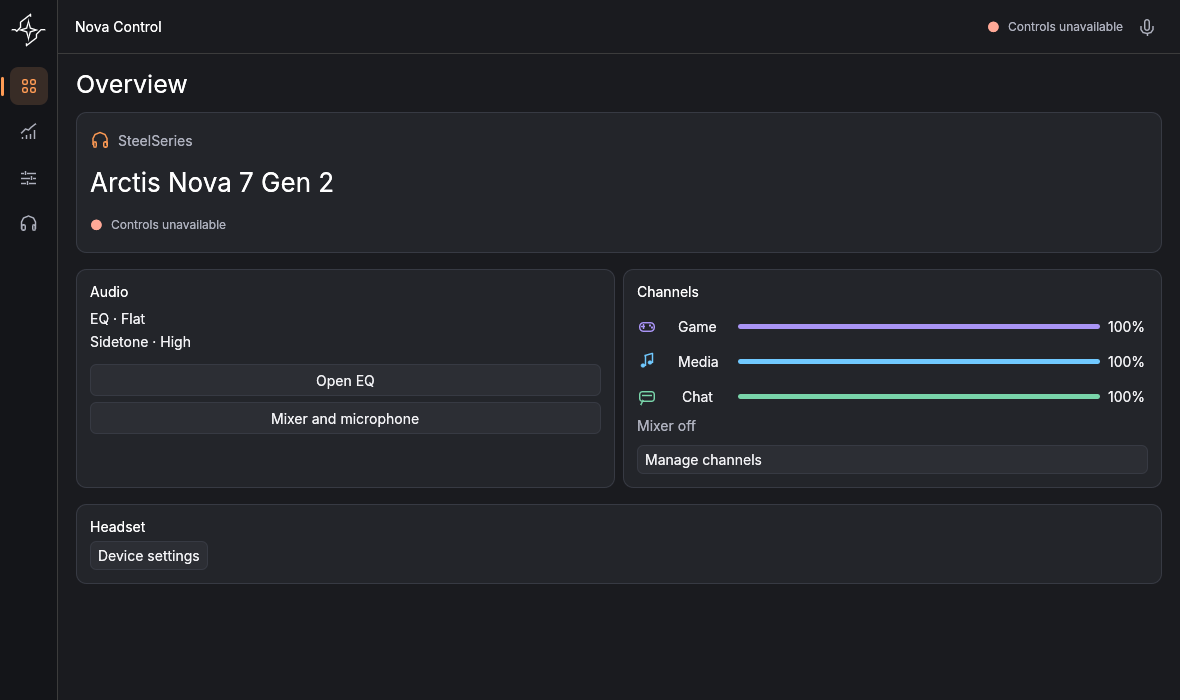 Nova Control
Controls unavailable
Overview
SteelSeries
Arctis Nova 7 Gen 2
Controls unavailable
Audio
EQ · Flat
Sidetone · High
Open EQ
Mixer and microphone
Channels
Game 100%
Media 100%
Chat 100%
Mixer off
Manage channels
Headset
Device settings